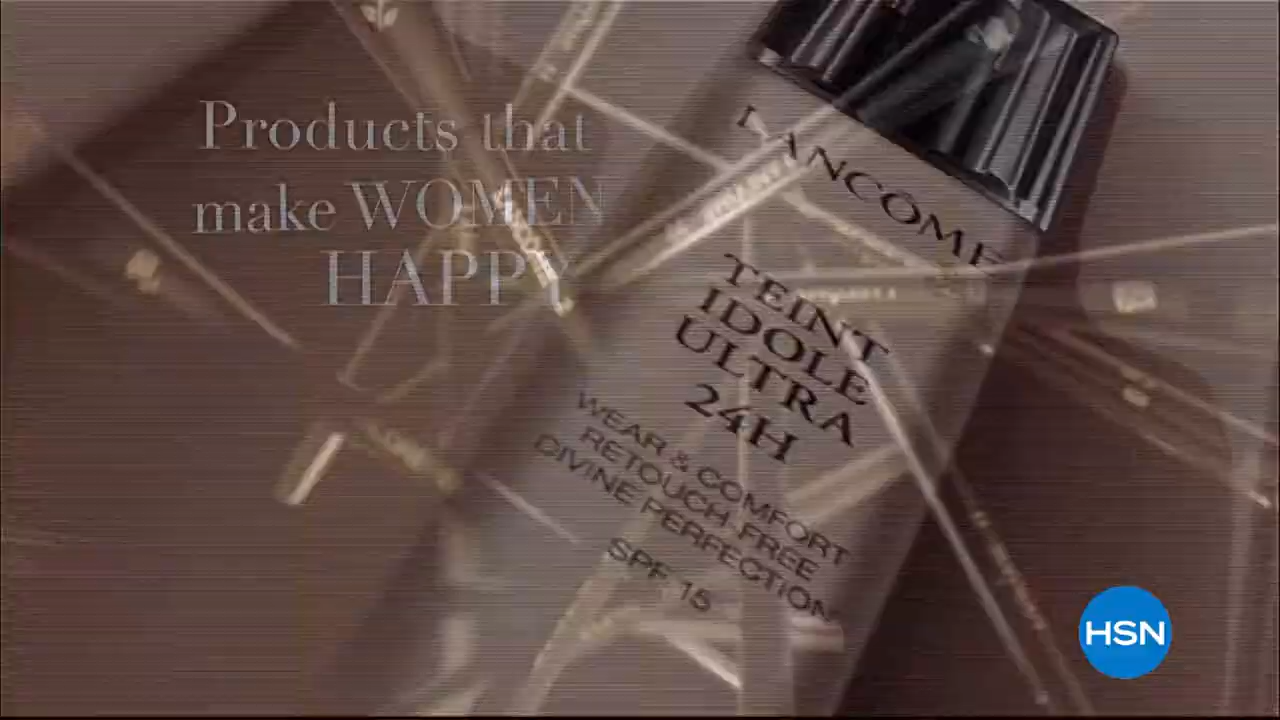 Products that
make WOMEN
HAPPY
LANCOME
TEINT
IDOLE
ULTRA
24H
WEAR & COMFORT
RETOUCH-FREE
DIVINE PERFECTION
SPF 15
HSN